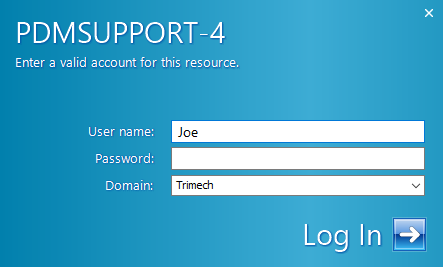 PDMSUPPORT-4
Enter a valid account for this resource.
User name: Joe
Password:
Domain: Trimech
Log In